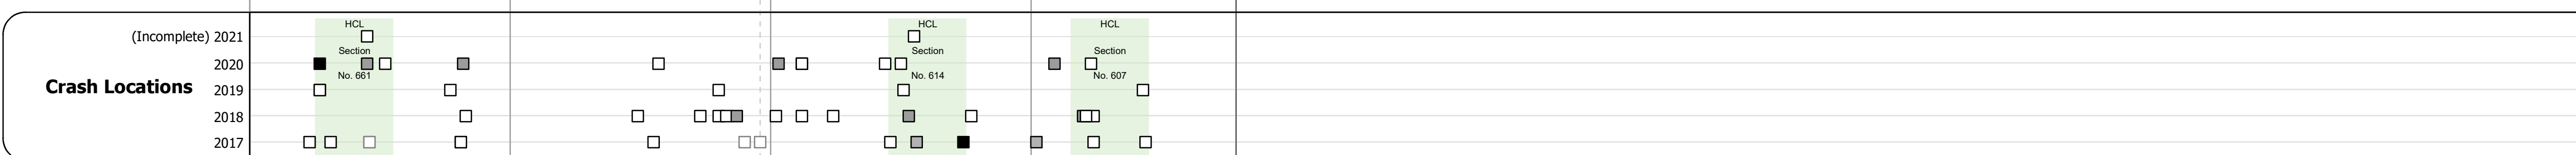 HCL
HCL
HCL
(Incomplete) 2021
Section
Section
Section
2020
No. 661
No. 614
No. 607
Crash Locations
2019
2018
2017